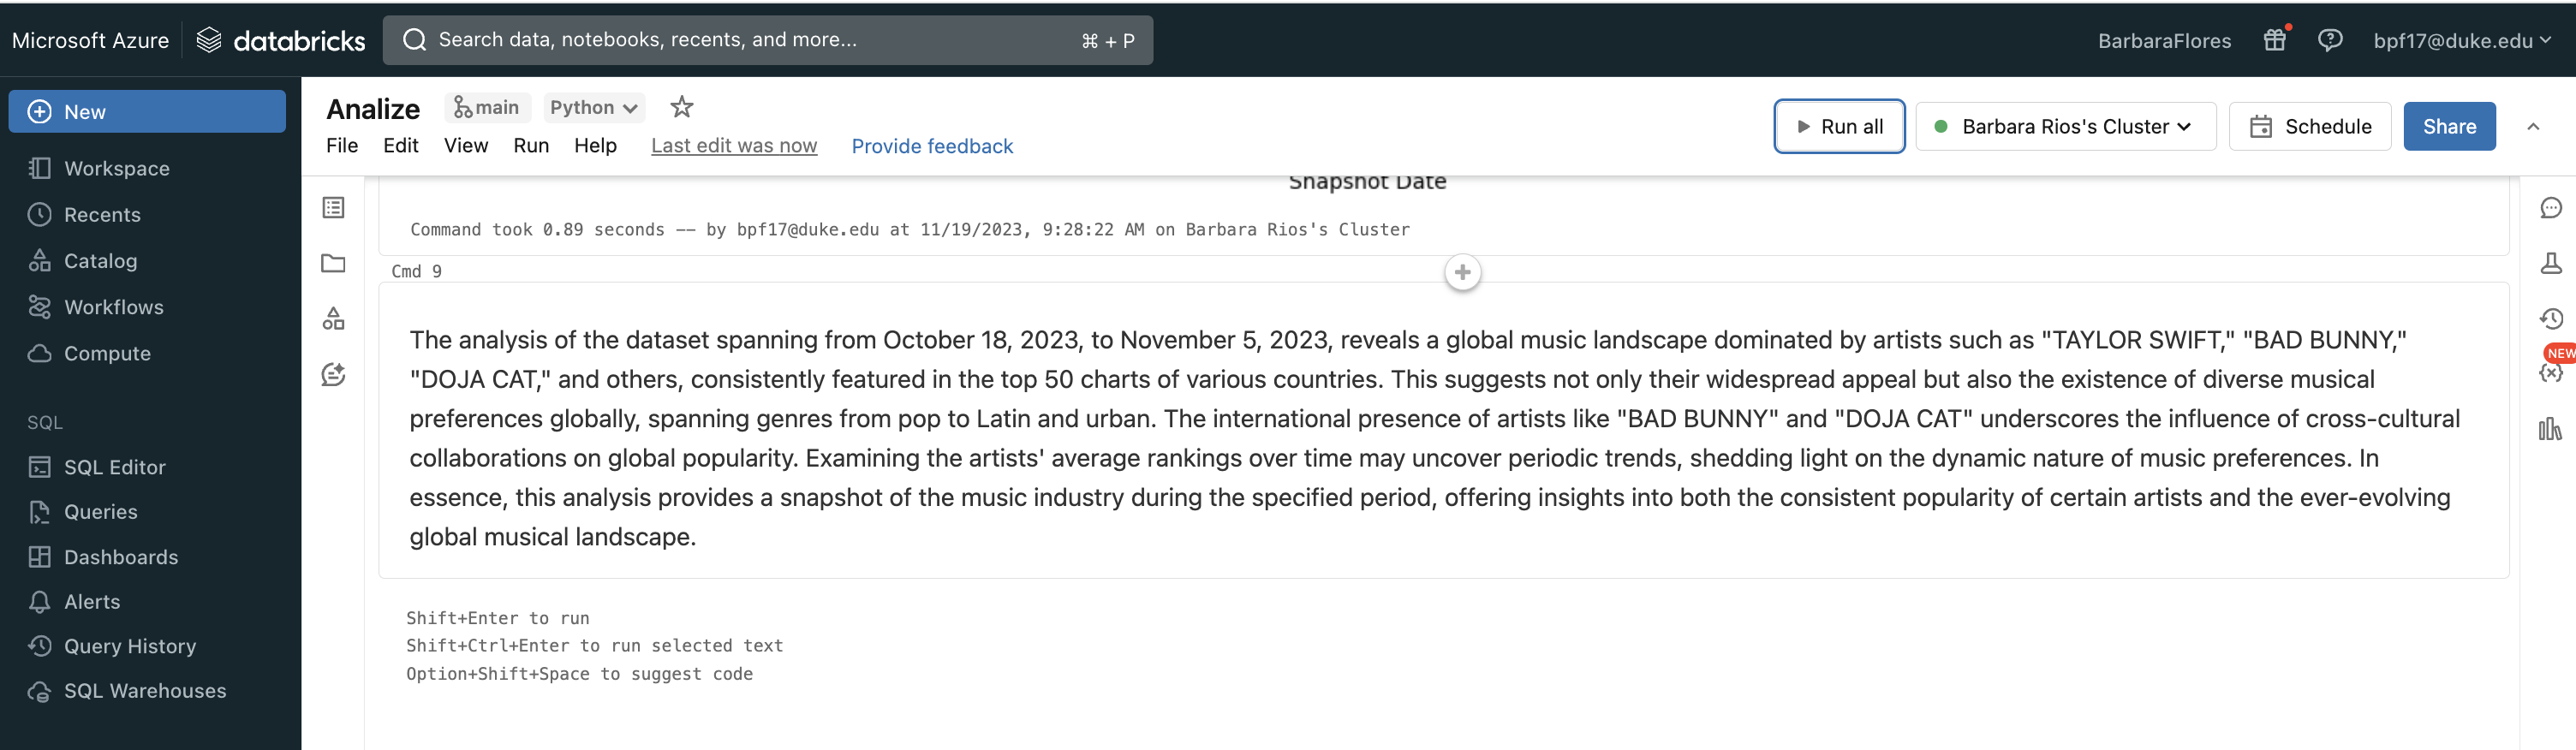 Microsoft Azure databricks Search data, notebooks, recents, and more... ⌘ + P BarbaraFlores bpf17@duke.edu
New
Workspace
Recents
Catalog
Workflows
Compute
SQL
SQL Editor
Queries
Dashboards
Alerts
Query History
SQL Warehouses
Analize main Python
File Edit View Run Help Last edit was now Provide feedback
Run all Barbara Rios's Cluster Schedule Share
Snapshot Date
Command took 0.89 seconds -- by bpf17@duke.edu at 11/19/2023, 9:28:22 AM on Barbara Rios's Cluster
Cmd 9
The analysis of the dataset spanning from October 18, 2023, to November 5, 2023, reveals a global music landscape dominated by artists such as "TAYLOR SWIFT," "BAD BUNNY,"
"DOJA CAT," and others, consistently featured in the top 50 charts of various countries. This suggests not only their widespread appeal but also the existence of diverse musical
preferences globally, spanning genres from pop to Latin and urban. The international presence of artists like "BAD BUNNY" and "DOJA CAT" underscores the influence of cross-cultural
collaborations on global popularity. Examining the artists' average rankings over time may uncover periodic trends, shedding light on the dynamic nature of music preferences. In
essence, this analysis provides a snapshot of the music industry during the specified period, offering insights into both the consistent popularity of certain artists and the ever-evolving
global musical landscape.
Shift+Enter to run
Shift+Ctrl+Enter to run selected text
Option+Shift+Space to suggest code
NEW